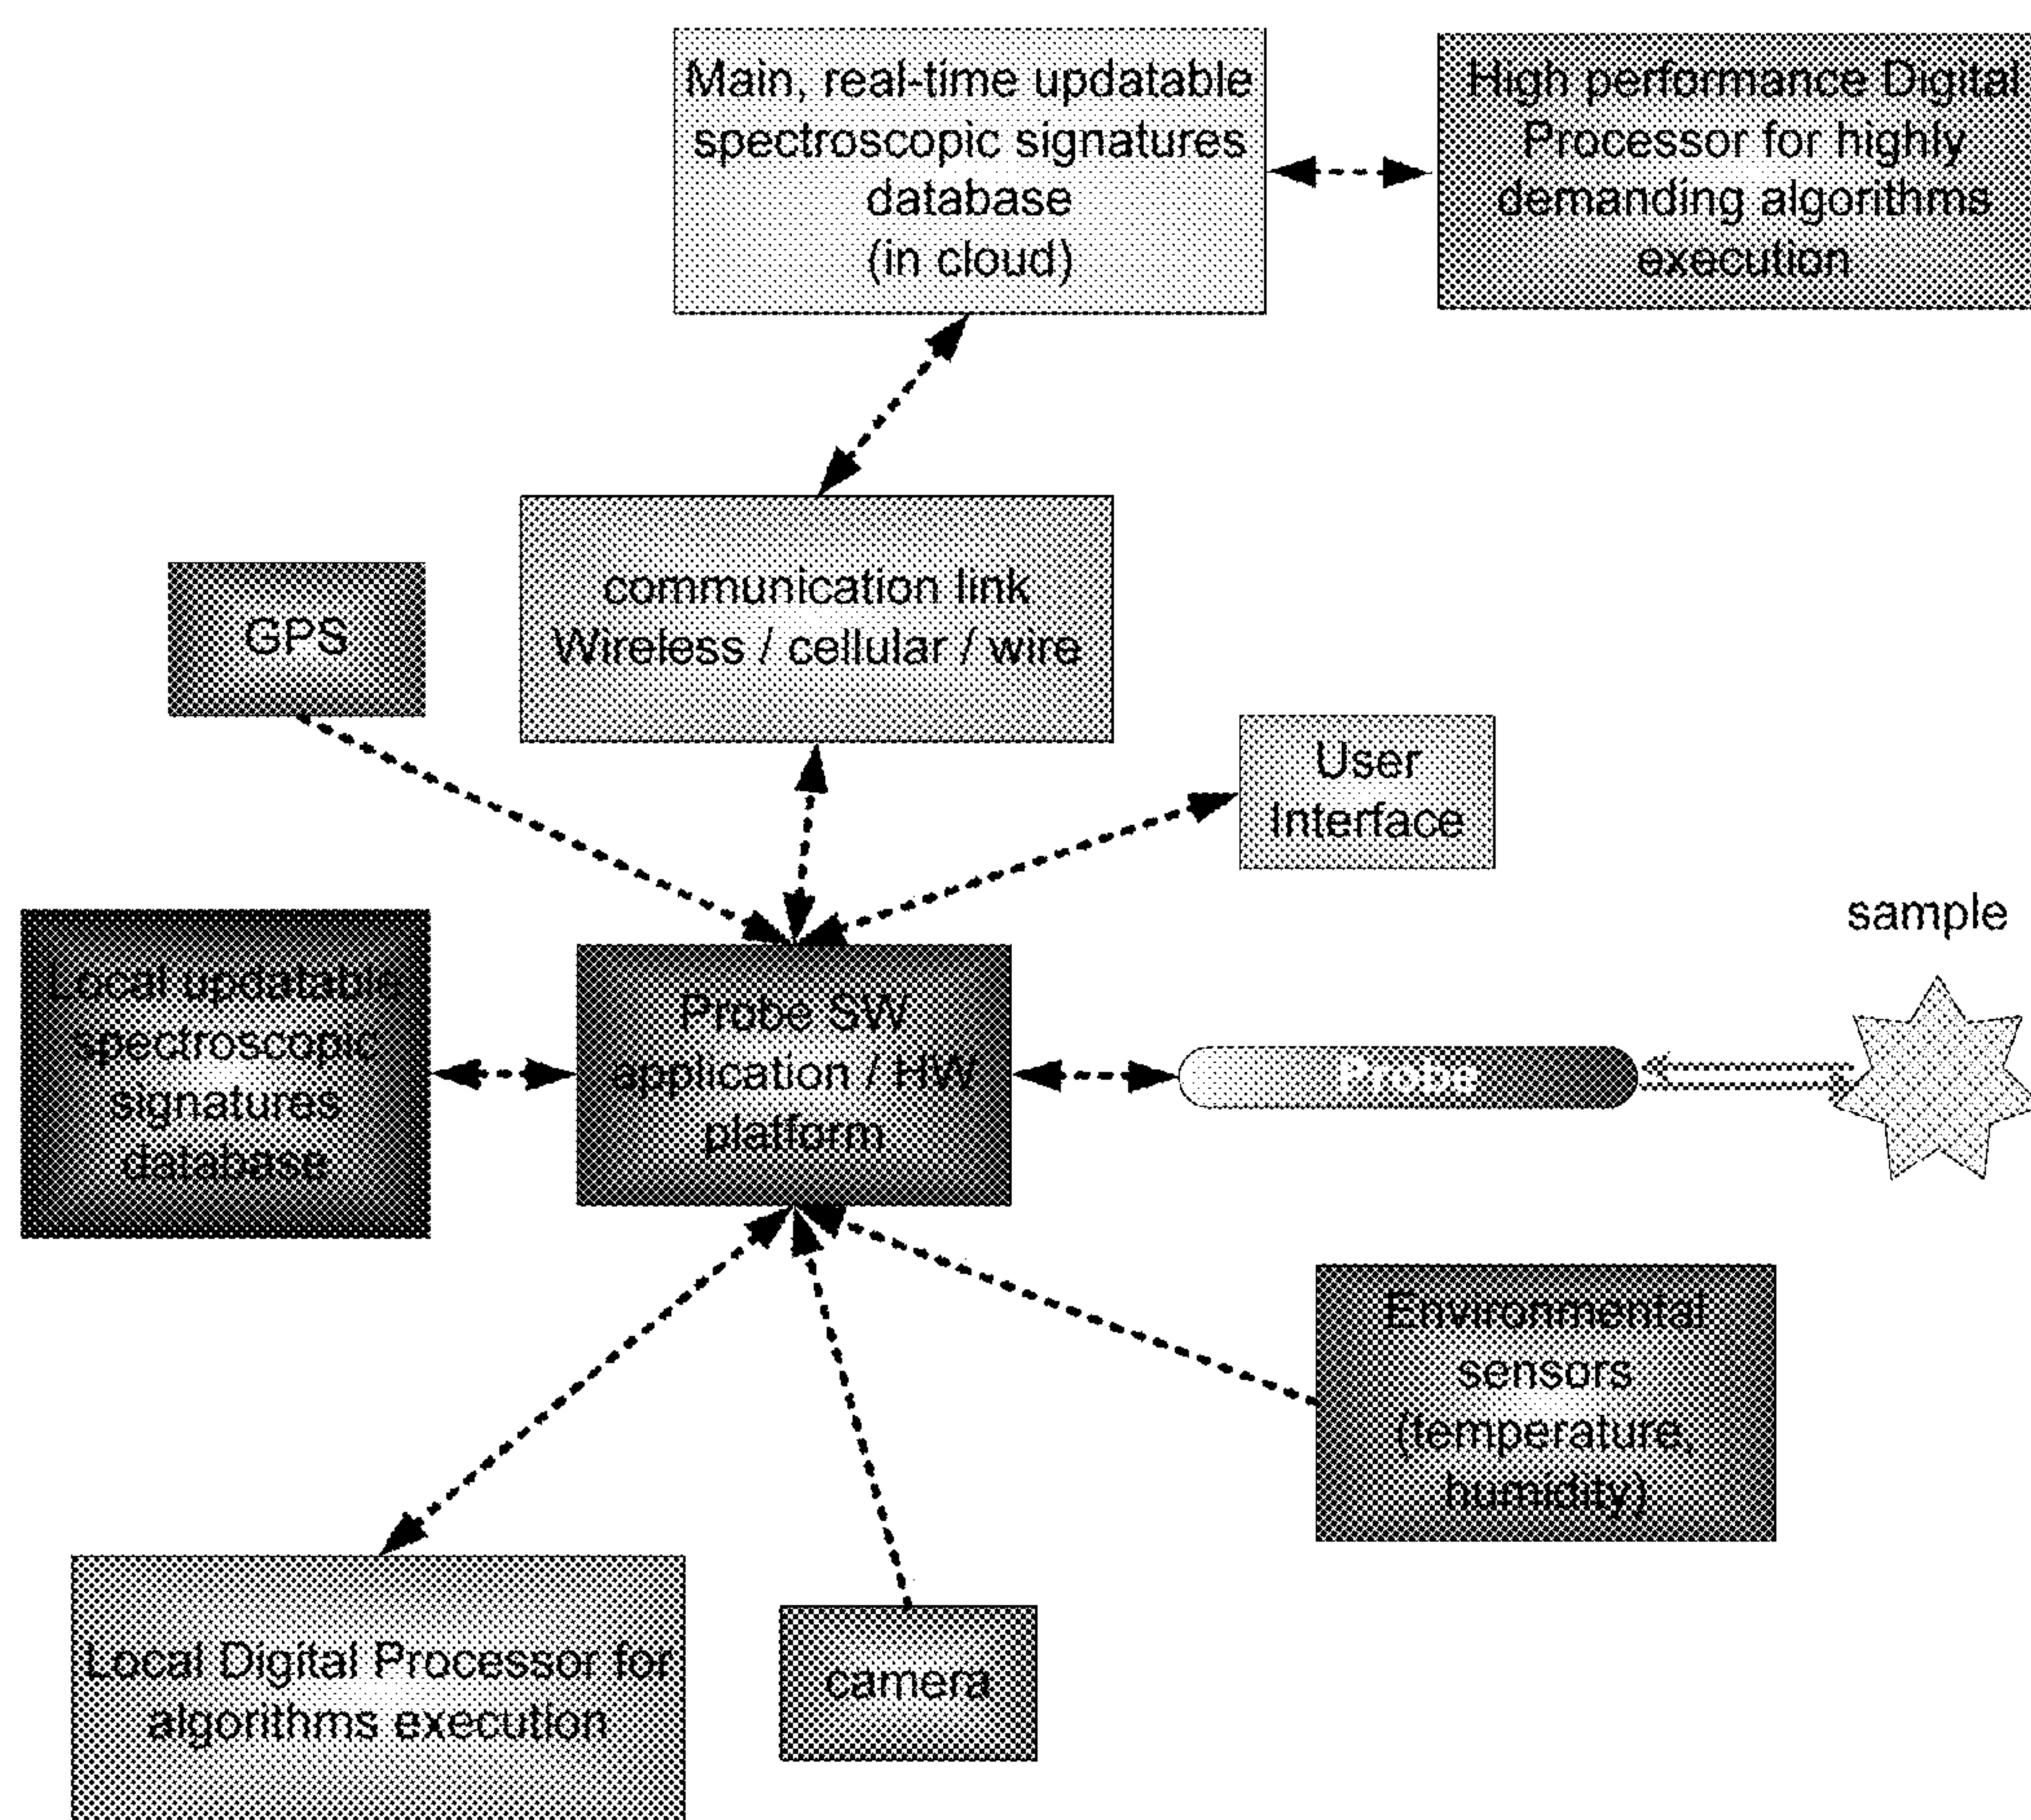 Main, real-time updatable
spectroscopic signatures
database
(in cloud)
High performance Digital
Processor for highly
demanding algorithms
execution
communication link
Wireless / cellular / wire
GPS
User
Interface
sample
Local updatable
spectroscopic
signatures
database
Probe SW
application / HW
platform
Probe
Environmental
sensors
(temperature,
humidity)
Local Digital Processor for
algorithms execution
camera